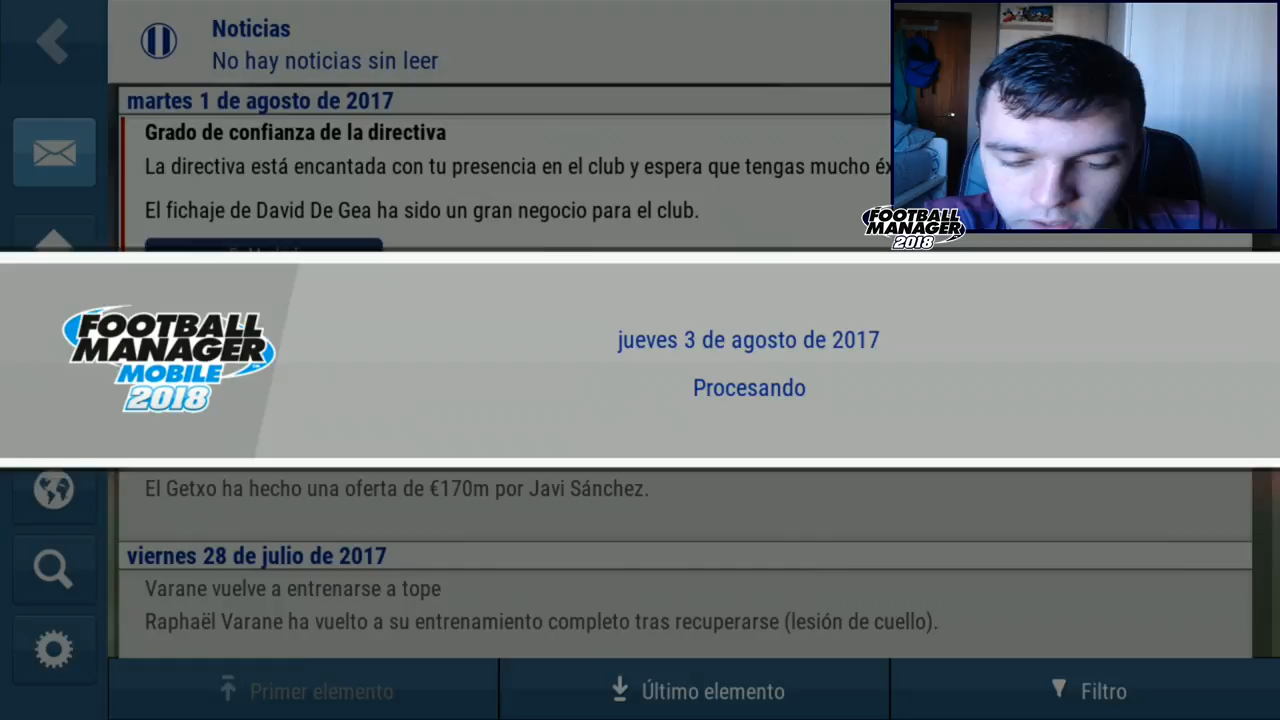 Noticias
No hay noticias sin leer
martes 1 de agosto de 2017
Grado de confianza de la directiva
La directiva está encantada con tu presencia en el club y espera que tengas mucho éx
El fichaje de David De Gea ha sido un gran negocio para el club.
FOOTBALL
MANAGER
2018
FOOTBALL
MANAGER
MOBILE
2018
jueves 3 de agosto de 2017
Procesando
El Getxo ha hecho una oferta de €170m por Javi Sánchez.
viernes 28 de julio de 2017
Varane vuelve a entrenarse a tope
Raphaël Varane ha vuelto a su entrenamiento completo tras recuperarse (lesión de cuello).
Primer elemento
Último elemento
Filtro